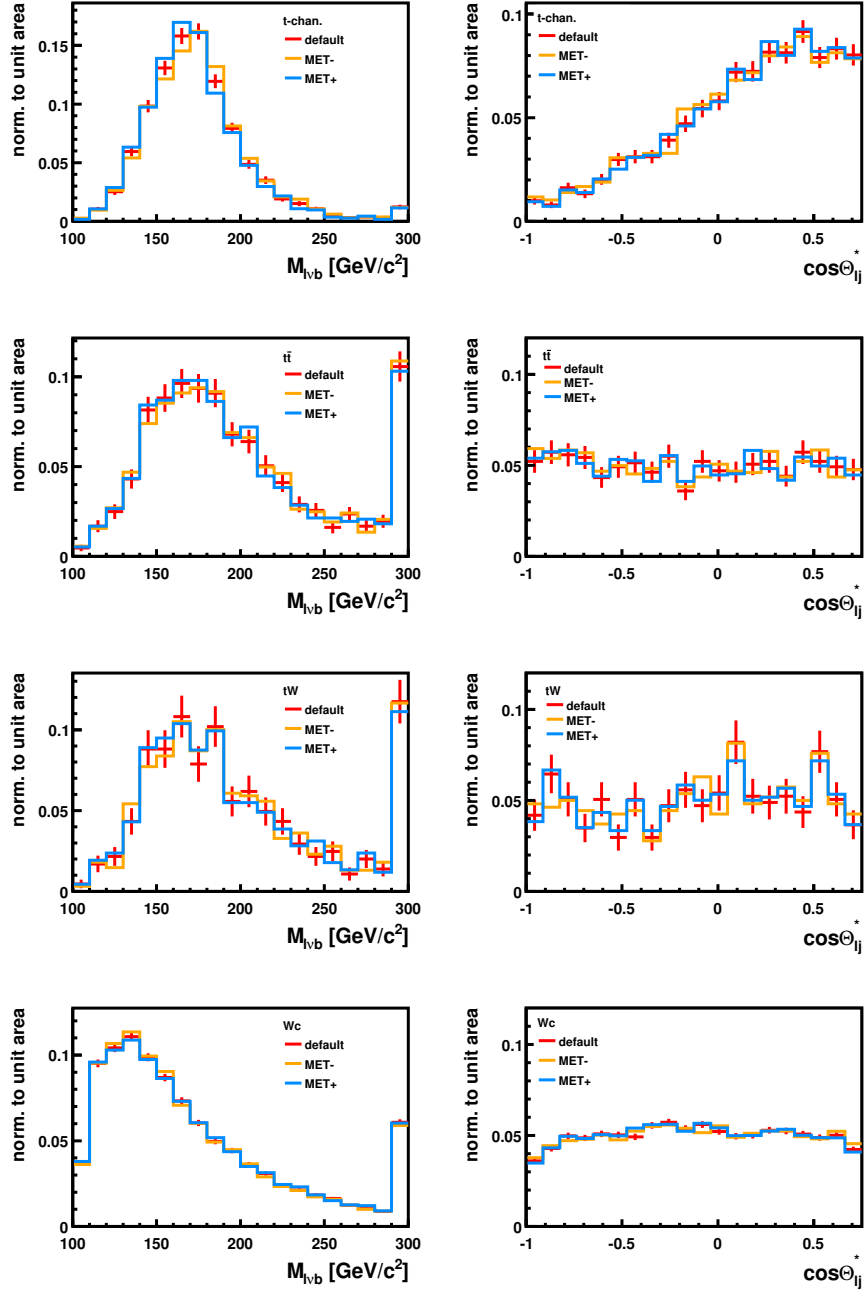 norm. to unit area
0.15
0.1
0.05
0
t-chan.
default
MET-
MET+
100 150 200 250 300
M_lνb [GeV/c²]
norm. to unit area
0.1
0.05
0
t-chan.
default
MET-
MET+
-1 -0.5 0 0.5
cosΘ*_lj
norm. to unit area
0.1
0.05
0
tt̄
default
MET-
MET+
100 150 200 250 300
M_lνb [GeV/c²]
norm. to unit area
0.1
0.05
0
tt̄
default
MET-
MET+
-1 -0.5 0 0.5
cosΘ*_lj
norm. to unit area
0.1
0.05
0
tW
default
MET-
MET+
100 150 200 250 300
M_lνb [GeV/c²]
norm. to unit area
0.1
0.05
0
tW
default
MET-
MET+
-1 -0.5 0 0.5
cosΘ*_lj
norm. to unit area
0.1
0.05
0
Wc
default
MET-
MET+
100 150 200 250 300
M_lνb [GeV/c²]
norm. to unit area
0.1
0.05
0
Wc
default
MET-
MET+
-1 -0.5 0 0.5
cosΘ*_lj